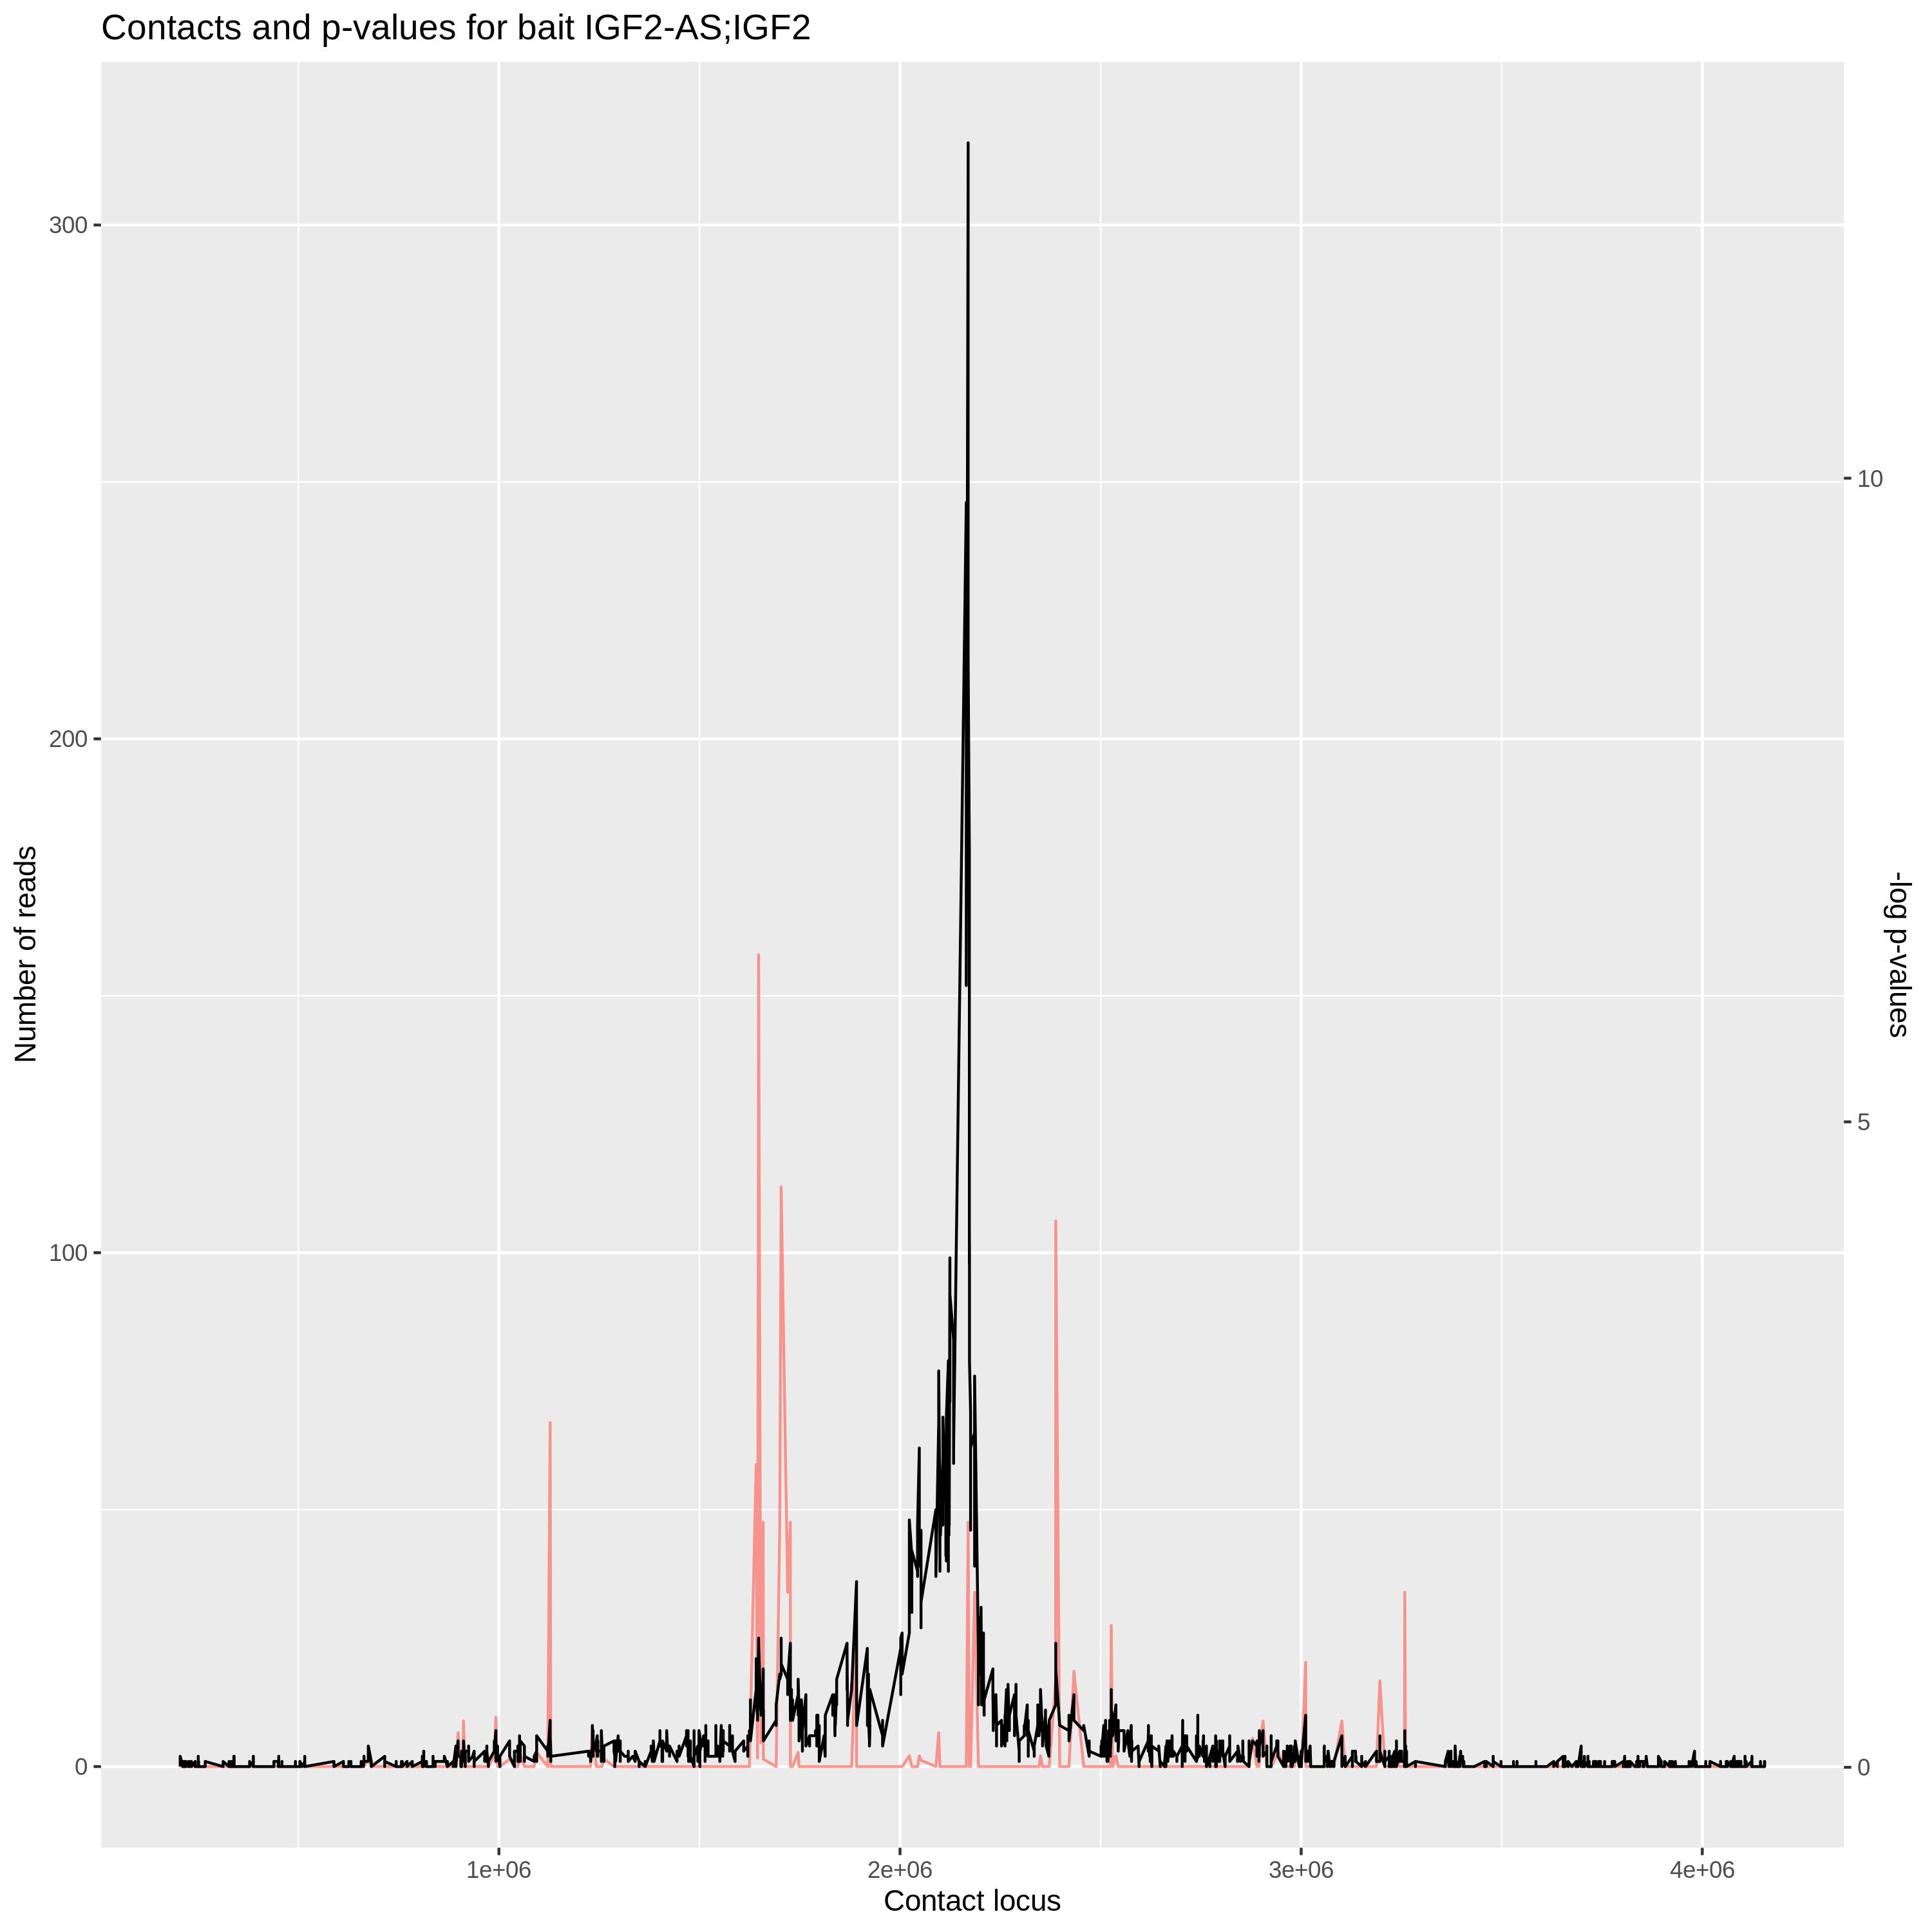 Contacts and p-values for bait IGF2-AS;IGF2
300
200
100
0
Number of reads
10
5
0
-log p-values
1e+06
2e+06
3e+06
4e+06
Contact locus